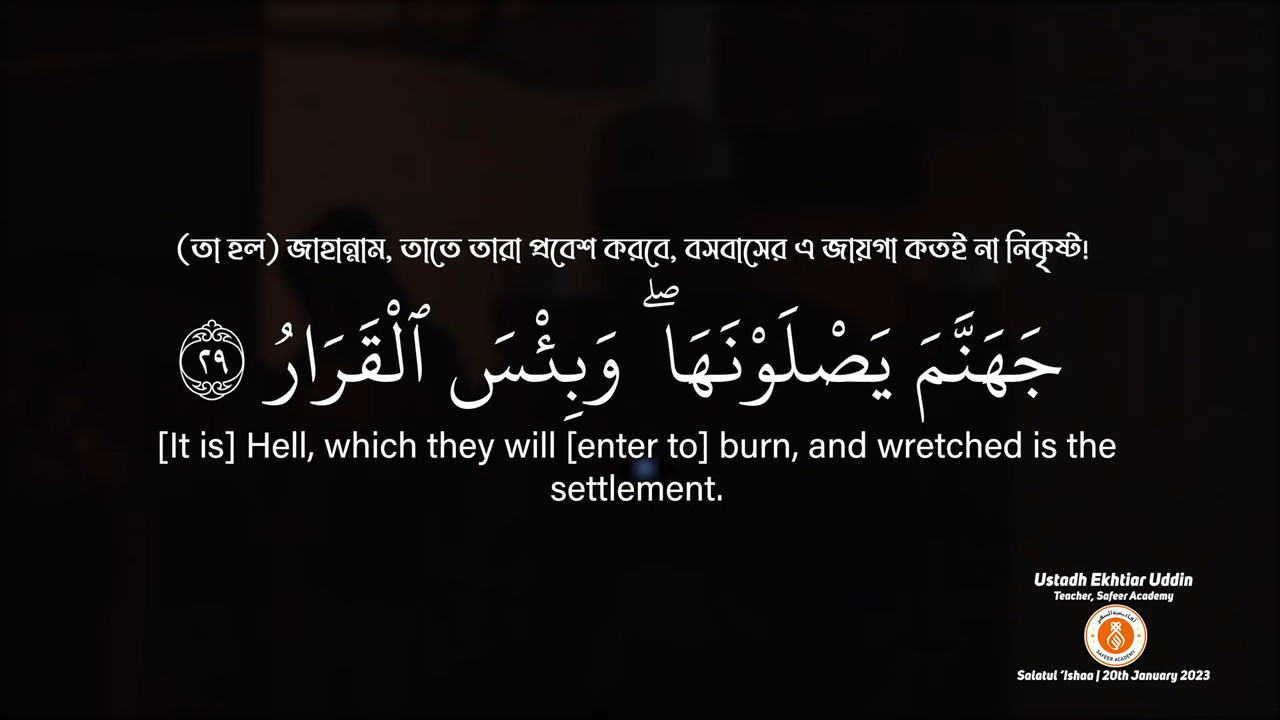 (তা হল) জাহান্নাম, তাতে তারা প্রবেশ করবে, বসবাসের এ জায়গা কতই না নিকৃষ্ট!
جَهَنَّمَ يَصْلَوْنَهَا ۖ وَبِئْسَ ٱلْقَرَارُ ٢٩
[It is] Hell, which they will [enter to] burn, and wretched is the
settlement.
Ustadh Ekhtiar Uddin
Teacher, Safeer Academy
SAFEER ACADEMY
Salatul 'Ishaa | 20th January 2023